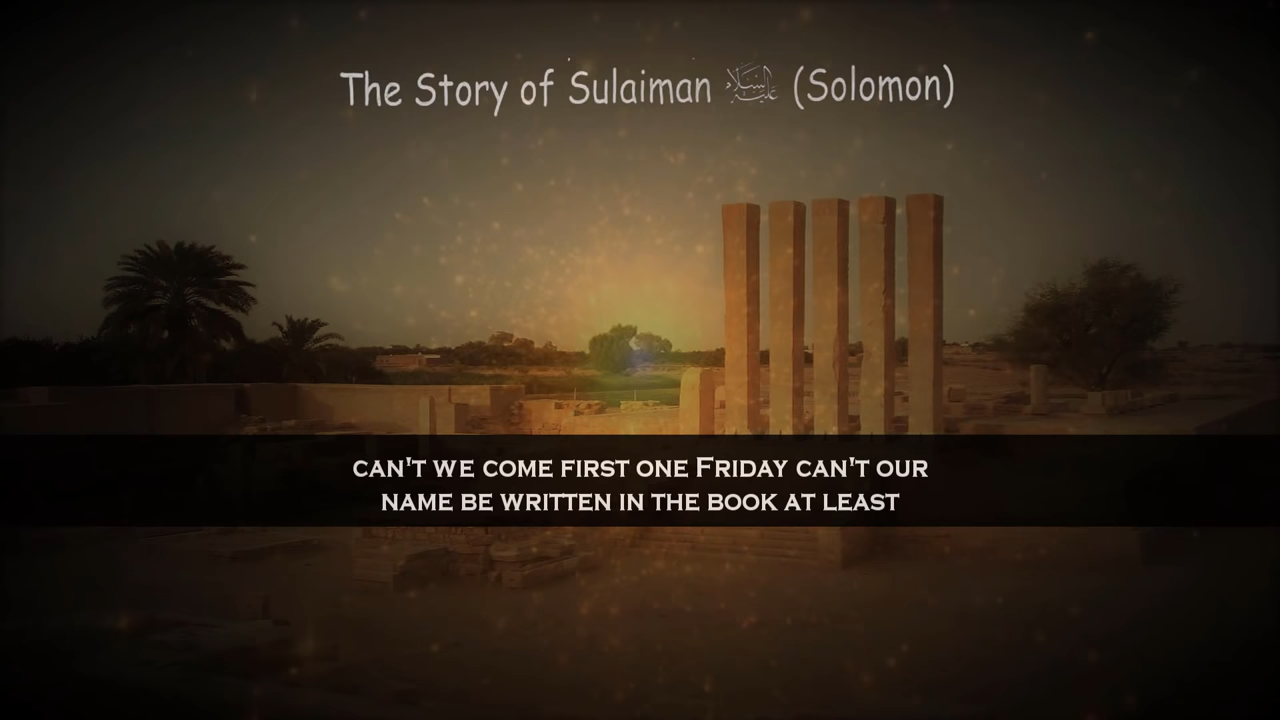 The Story of Sulaiman عليه السلام (Solomon)
CAN'T WE COME FIRST ONE FRIDAY CAN'T OUR
NAME BE WRITTEN IN THE BOOK AT LEAST